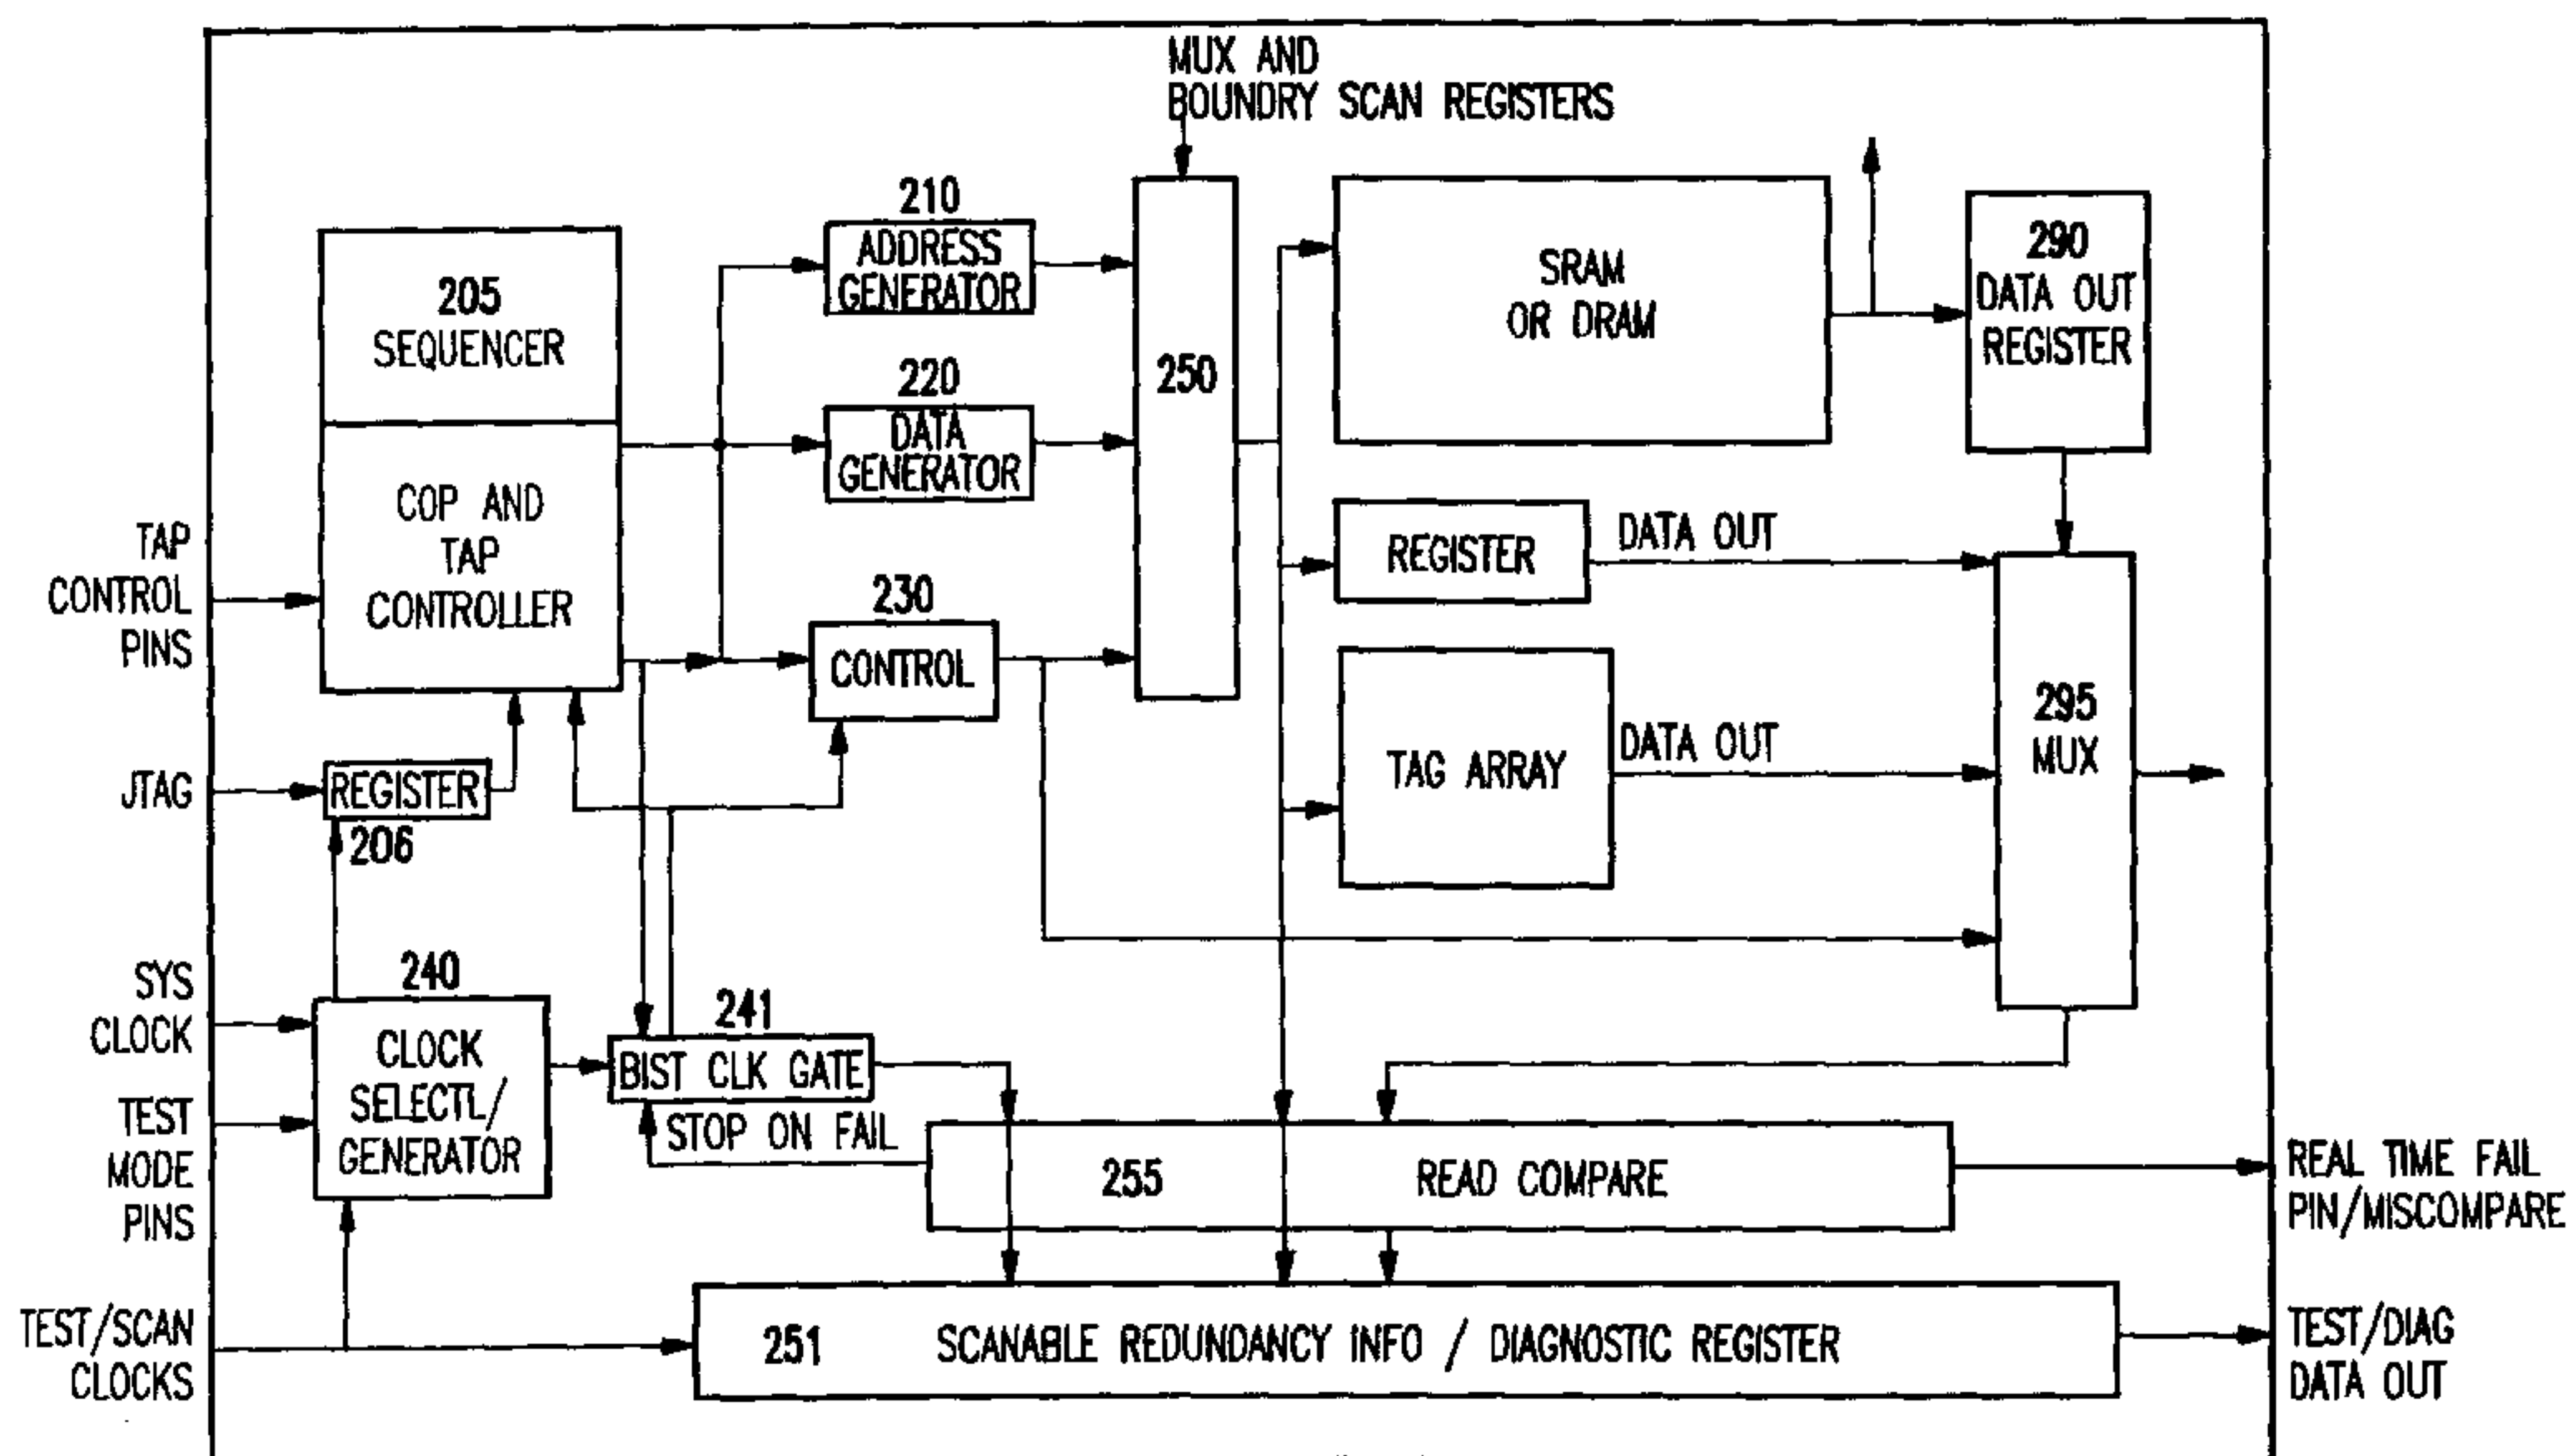 MUX AND
BOUNDRY SCAN REGISTERS
205
SEQUENCER
COP AND
TAP
CONTROLLER
TAP
CONTROL
PINS
210
ADDRESS
GENERATOR
220
DATA
GENERATOR
230
CONTROL
250
SRAM
OR DRAM
290
DATA OUT
REGISTER
REGISTER
DATA OUT
TAG ARRAY
DATA OUT
295
MUX
JTAG
REGISTER
206
SYS
CLOCK
TEST
MODE
PINS
240
CLOCK
SELECTL/
GENERATOR
241
BIST CLK GATE
STOP ON FAIL
255
READ COMPARE
REAL TIME FAIL
PIN/MISCOMPARE
TEST/SCAN
CLOCKS
251
SCANABLE REDUNDANCY INFO / DIAGNOSTIC REGISTER
TEST/DIAG
DATA OUT